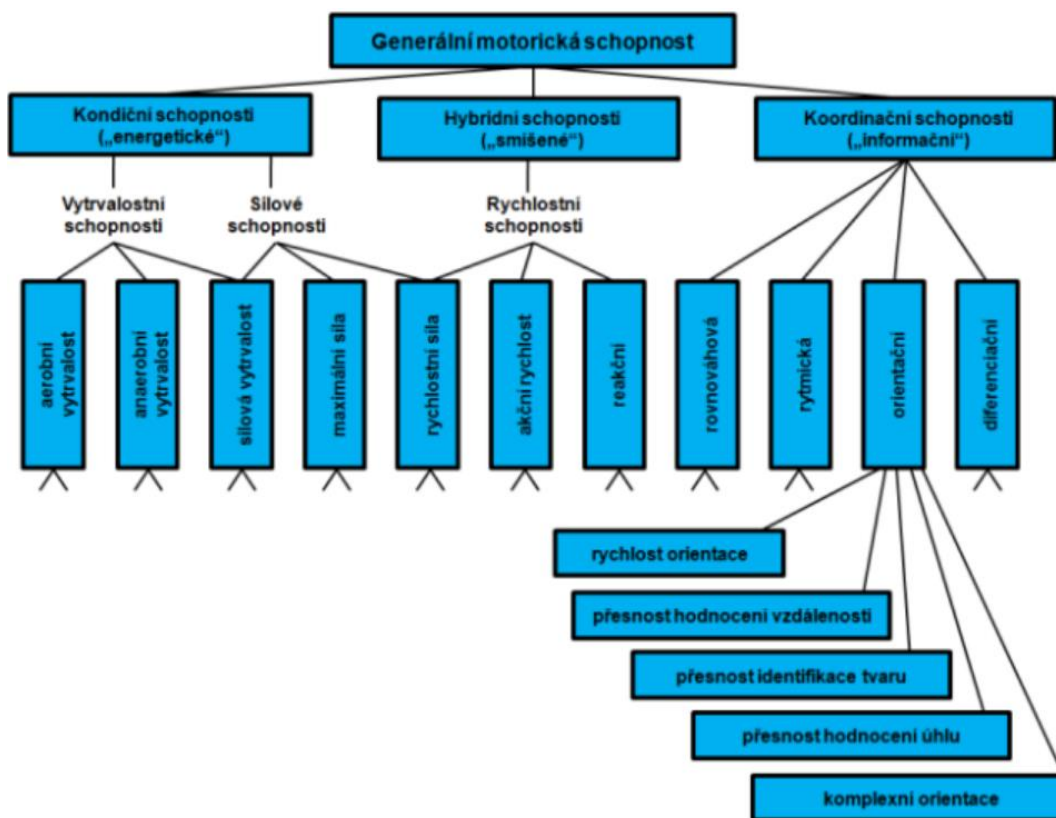 Generální motorická schopnost
Kondiční schopnosti
(„energetické“)
Hybridní schopnosti
(„smíšené“)
Koordinační schopnosti
(„informační“)
Vytrvalostní
schopnosti
Silové
schopnosti
Rychlostní
schopnosti
aerobní
vytrvalost
anaerobní
vytrvalost
silová vytrvalost
maximální síla
rychlostní síla
akční rychlost
reakční
rovnováhová
rytmická
orientační
diferenciační
rychlost orientace
přesnost hodnocení vzdálenosti
přesnost identifikace tvaru
přesnost hodnocení úhlu
komplexní orientace